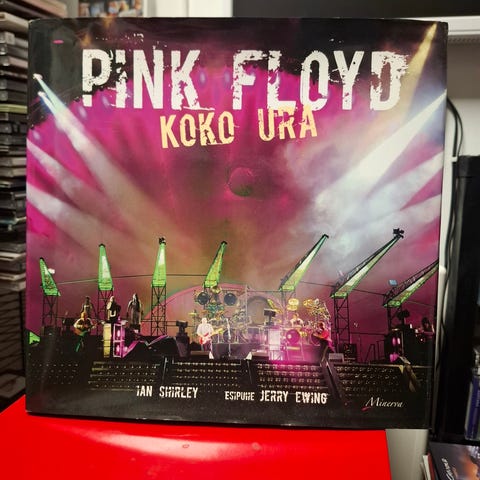 PINK FLOYD
KOKO URA
IAN SHIRLEY ESIPUHE JERRY EWING
Minerva